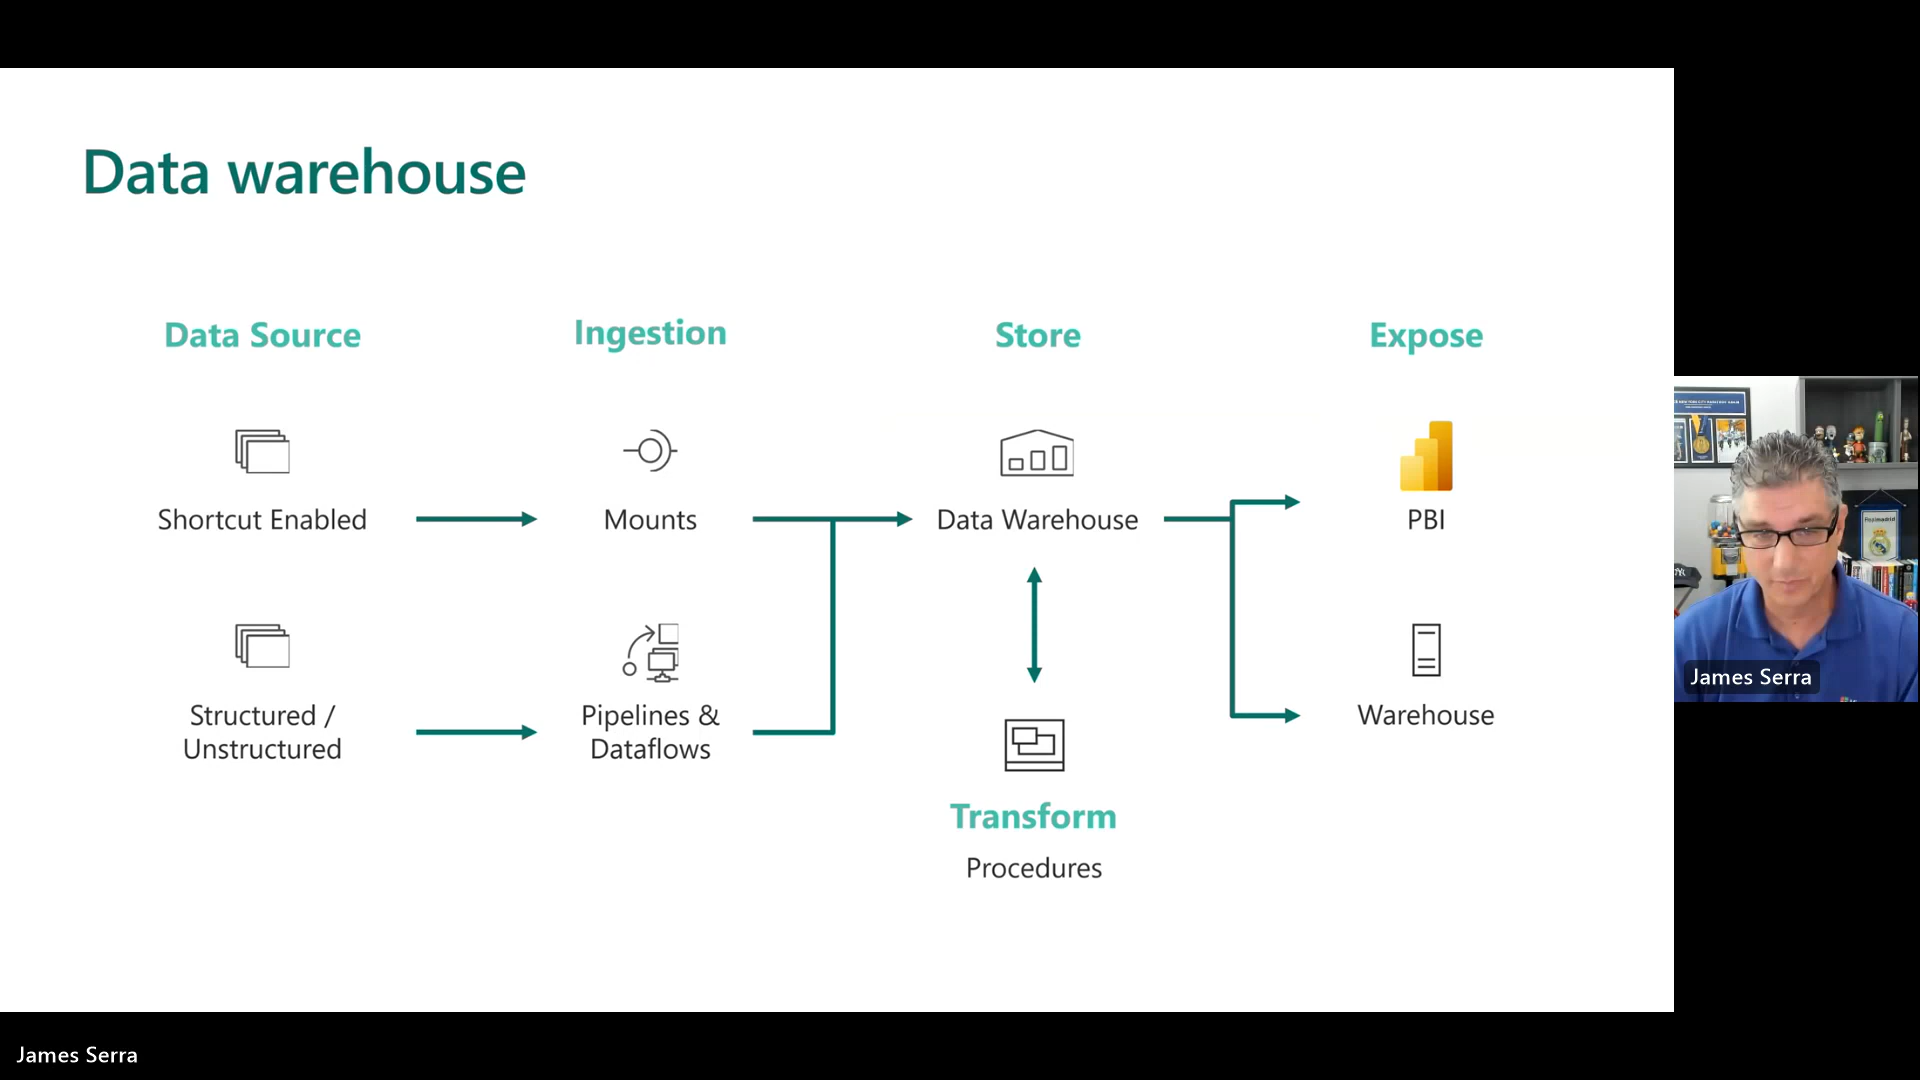 Data warehouse
Data Source
Ingestion
Store
Expose
Shortcut Enabled
Mounts
Data Warehouse
PBI
Structured /
Unstructured
Pipelines &
Dataflows
Warehouse
Transform
Procedures
Realmadrid
James Serra
James Serra